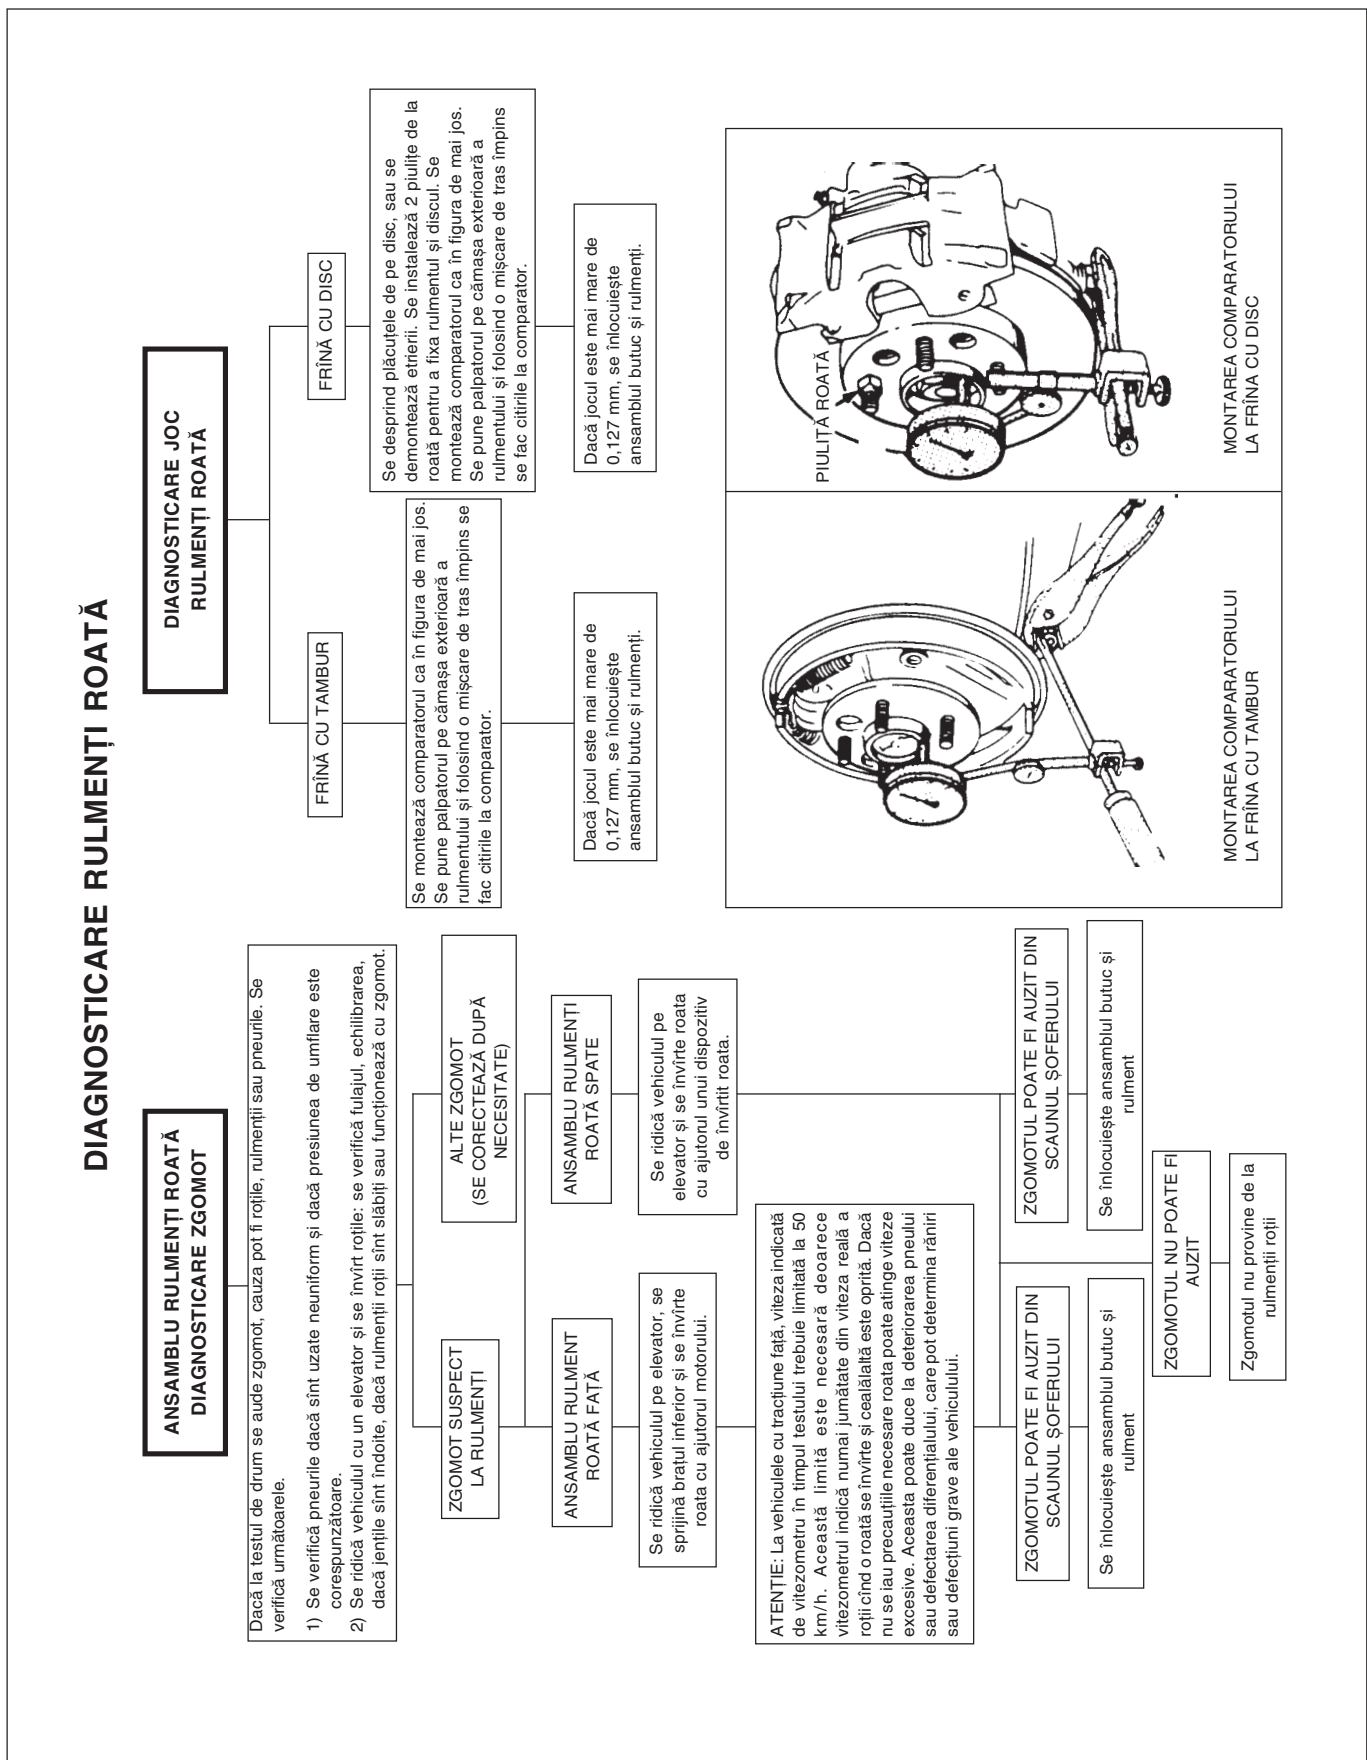 DIAGNOSTICARE RULMENȚI ROATĂ
ANSAMBLU RULMENȚI ROATĂ
DIAGNOSTICARE ZGOMOT
Dacă la testul de drum se aude zgomot, cauza pot fi roțile, rulmenții sau pneurile. Se
verifică următoarele.
1) Se verifică pneurile dacă sînt uzate neuniform și dacă presiunea de umflare este
corespunzătoare.
2) Se ridică vehiculul cu un elevator și se învîrt roțile: se verifică fulajul, echilibrarea,
dacă jențile sînt îndoite, dacă rulmenții roții sînt slăbiți sau funcționează cu zgomot.
ZGOMOT SUSPECT
LA RULMENȚI
ALTE ZGOMOT
(SE CORECTEAZĂ DUPĂ
NECESITATE)
ANSAMBLU RULMENT
ROATĂ FAȚĂ
ANSAMBLU RULMENȚI
ROATĂ SPATE
Se ridică vehiculul pe elevator, se
sprijină brațul inferior și se învîrte
roata cu ajutorul motorului.
Se ridică vehiculul pe
elevator și se învîrte roata
cu ajutorul unui dispozitiv
de învîrtit roata.
ATENTIE: La vehiculele cu tracțiune față, viteza indicată
de vitezometru în timpul testului trebuie limitată la 50
km/h. Această limită este necesară deoarece
vitezometrul indică numai jumătate din viteza reală a
roții cînd o roată se învîrte și cealălaltă este oprită. Dacă
nu se iau precauțiile necesare roata poate atinge viteze
excesive. Aceasta poate duce la deteriorarea pneului
sau defectarea diferențialului, care pot determina răniri
sau defecțiuni grave ale vehiculului.
ZGOMOTUL POATE FI AUZIT DIN
SCAUNUL ȘOFERULUI
ZGOMOTUL POATE FI AUZIT DIN
SCAUNUL ȘOFERULUI
Se înlocuiește ansamblul butuc și
rulment
Se înlocuiește ansamblul butuc și
rulment
ZGOMOTUL NU POATE FI
AUZIT
Zgomotul nu provine de la
rulmenții roții
DIAGNOSTICARE JOC
RULMENȚI ROATĂ
FRÎNĂ CU TAMBUR
FRÎNĂ CU DISC
Se montează comparatorul ca în figura de mai jos.
Se pune palpatorul pe cămașa exterioară a
rulmentului și folosind o mișcare de tras împins se
fac citirile la comparator.
Se desprind plăcuțele de pe disc, sau se
demontează etrierii. Se instalează 2 piulițe de la
roată pentru a fixa rulmentul și discul. Se
montează comparatorul ca în figura de mai jos.
Se pune palpatorul pe cămașa exterioară a
rulmentului și folosind o mișcare de tras împins
se fac citirile la comparator.
Dacă jocul este mai mare de
0,127 mm, se înlocuiește
ansamblul butuc și rulmenți.
Dacă jocul este mai mare de
0,127 mm, se înlocuiește
ansamblul butuc și rulmenți.
PIULITĂ ROATĂ
MONTAREA COMPARATORULUI
LA FRÎNA CU TAMBUR
MONTAREA COMPARATORULUI
LA FRÎNA CU DISC